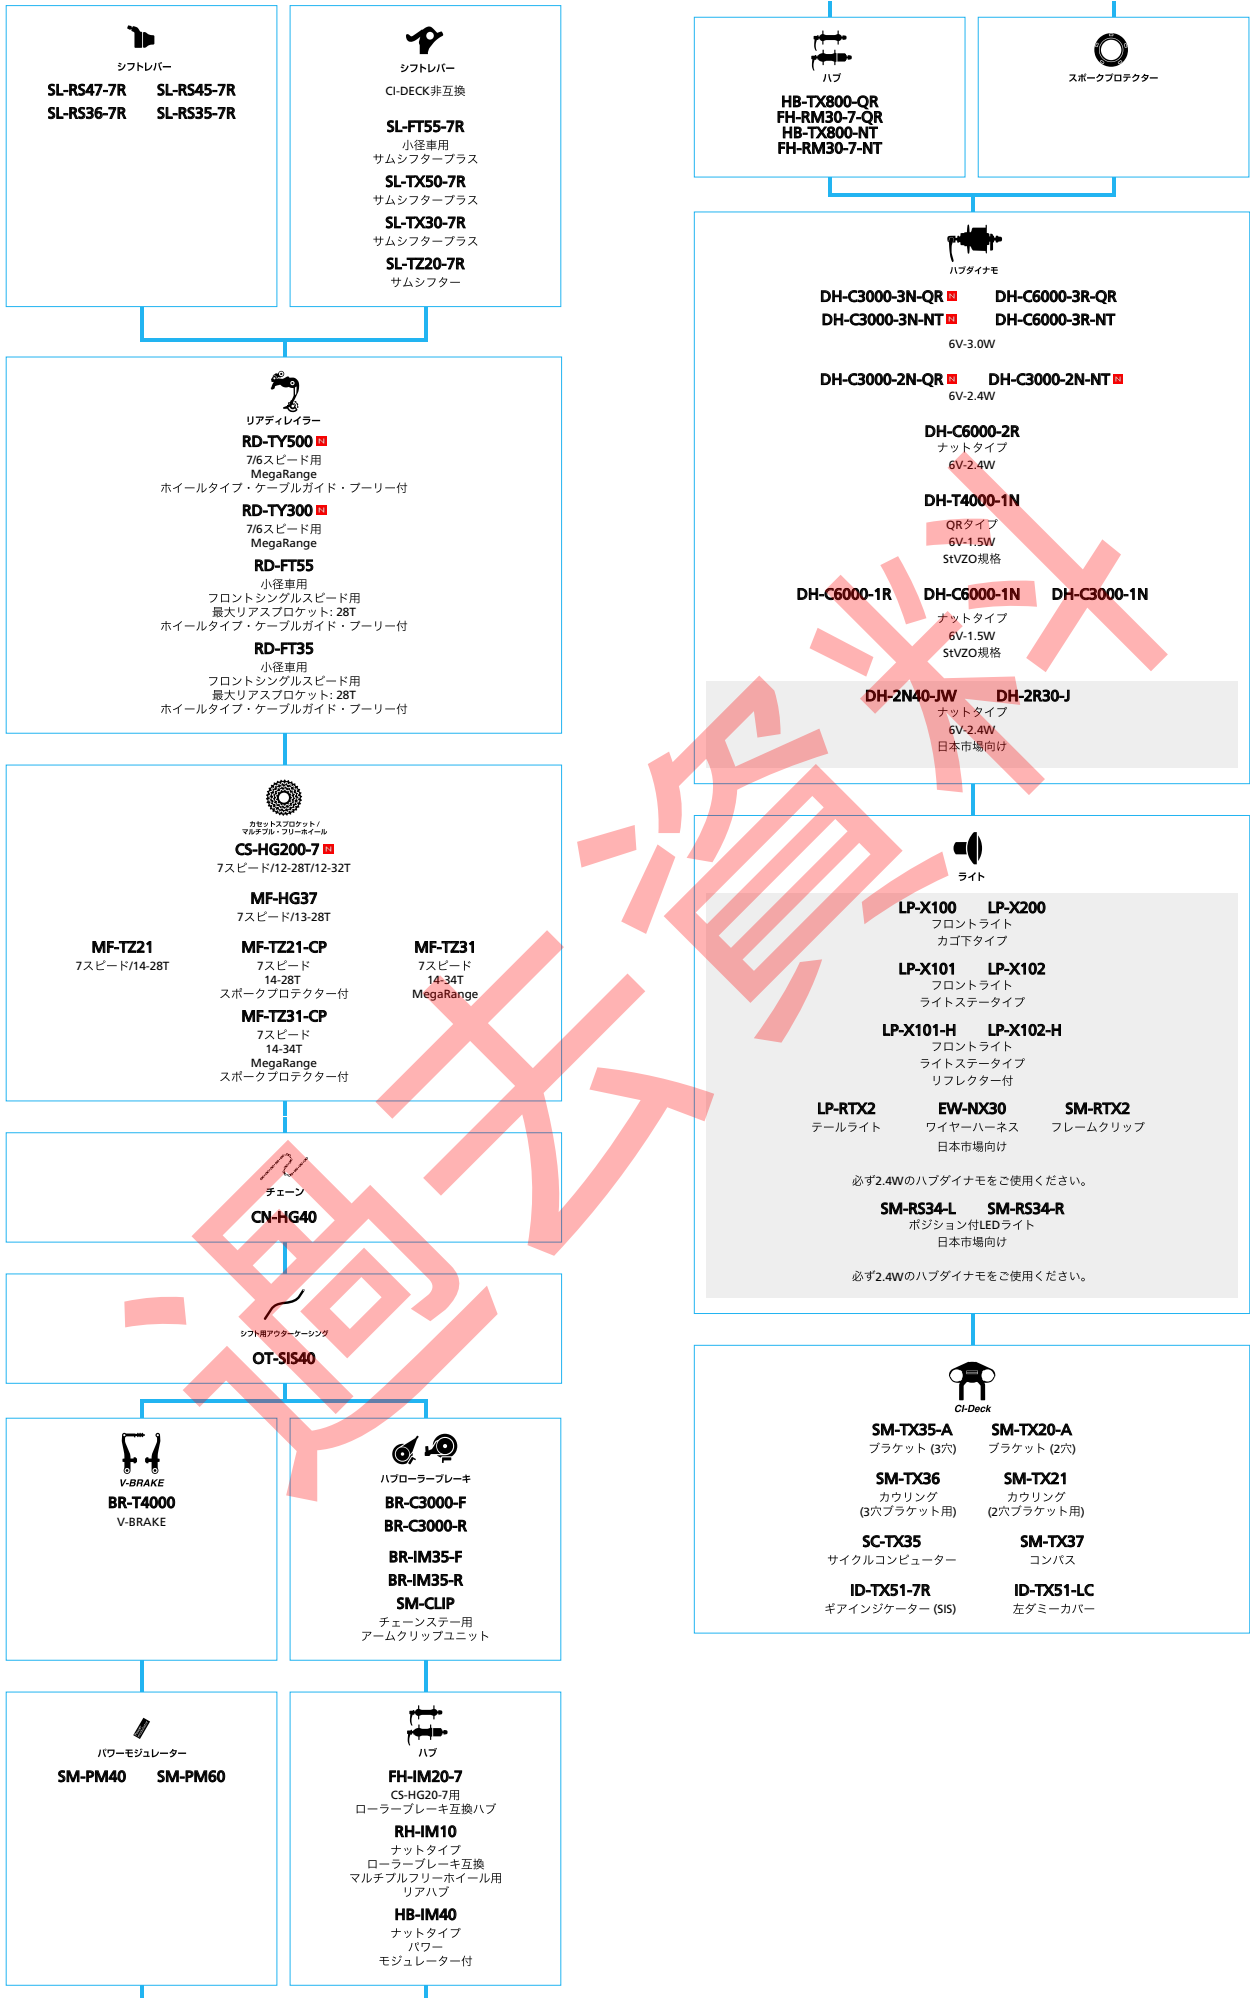 シフトレバー
SL-RS47-7R SL-RS45-7R
SL-RS36-7R SL-RS35-7R
シフトレバー
CI-DECK非互換
SL-FT55-7R
小径車用
サムシフタープラス
SL-TX50-7R
サムシフタープラス
SL-TX30-7R
サムシフタープラス
SL-TZ20-7R
サムシフター
リアディレイラー
RD-TY500 N
7/6スピード用
MegaRange
ホイールタイプ・ケーブルガイド・プーリー付
RD-TY300 N
7/6スピード用
MegaRange
RD-FT55
小径車用
フロントシングルスピード用
最大リアスプロケット: 28T
ホイールタイプ・ケーブルガイド・プーリー付
RD-FT35
小径車用
フロントシングルスピード用
最大リアスプロケット: 28T
ホイールタイプ・ケーブルガイド・プーリー付
カセットスプロケット /
マルチプル・フリーホイール
CS-HG200-7 N
7スピード/12-28T/12-32T
MF-HG37
7スピード/13-28T
MF-TZ21 MF-TZ21-CP MF-TZ31
7スピード/14-28T 7スピード 7スピード
14-28T 14-34T
スポークプロテクター付 MegaRange
MF-TZ31-CP
7スピード
14-34T
MegaRange
スポークプロテクター付
チェーン
CN-HG40
シフト用アウターケーシング
OT-SIS40
V-BRAKE
BR-T4000
V-BRAKE
ハブローラーブレーキ
BR-C3000-F
BR-C3000-R
BR-IM35-F
BR-IM35-R
SM-CLIP
チェーンステー用
アームクリップユニット
パワーモジュレーター
SM-PM40 SM-PM60
ハブ
FH-IM20-7
CS-HG20-7用
ローラーブレーキ互換ハブ
RH-IM10
ナットタイプ
ローラーブレーキ互換
マルチプルフリーホイール用
リアハブ
HB-IM40
ナットタイプ
パワー
モジュレーター付
ハブ
HB-TX800-QR
FH-RM30-7-QR
HB-TX800-NT
FH-RM30-7-NT
スポークプロテクター
ハブダイナモ
DH-C3000-3N-QR N DH-C6000-3R-QR
DH-C3000-3N-NT N DH-C6000-3R-NT
6V-3.0W
DH-C3000-2N-QR N DH-C3000-2N-NT N
6V-2.4W
DH-C6000-2R
ナットタイプ
6V-2.4W
DH-T4000-1N
QRタイプ
6V-1.5W
StVZO規格
DH-C6000-1R DH-C6000-1N DH-C3000-1N
ナットタイプ
6V-1.5W
StVZO規格
DH-2N40-JW DH-2R30-J
ナットタイプ
6V-2.4W
日本市場向け
ライト
LP-X100 LP-X200
フロントライト
カゴ下タイプ
LP-X101 LP-X102
フロントライト
ライトステータイプ
LP-X101-H LP-X102-H
フロントライト
ライトステータイプ
リフレクター付
LP-RTX2 EW-NX30 SM-RTX2
テールライト ワイヤーハーネス フレームクリップ
日本市場向け
必ず2.4Wのハブダイナモをご使用ください。
SM-RS34-L SM-RS34-R
ポジション付LEDライト
日本市場向け
必ず2.4Wのハブダイナモをご使用ください。
CI-Deck
SM-TX35-A SM-TX20-A
ブラケット (3穴) ブラケット (2穴)
SM-TX36 SM-TX21
カウリング カウリング
(3穴ブラケット用) (2穴ブラケット用)
SC-TX35 SM-TX37
サイクルコンピューター コンパス
ID-TX51-7R ID-TX51-LC
ギアインジケーター (SIS) 左ダミーカバー
過去資料